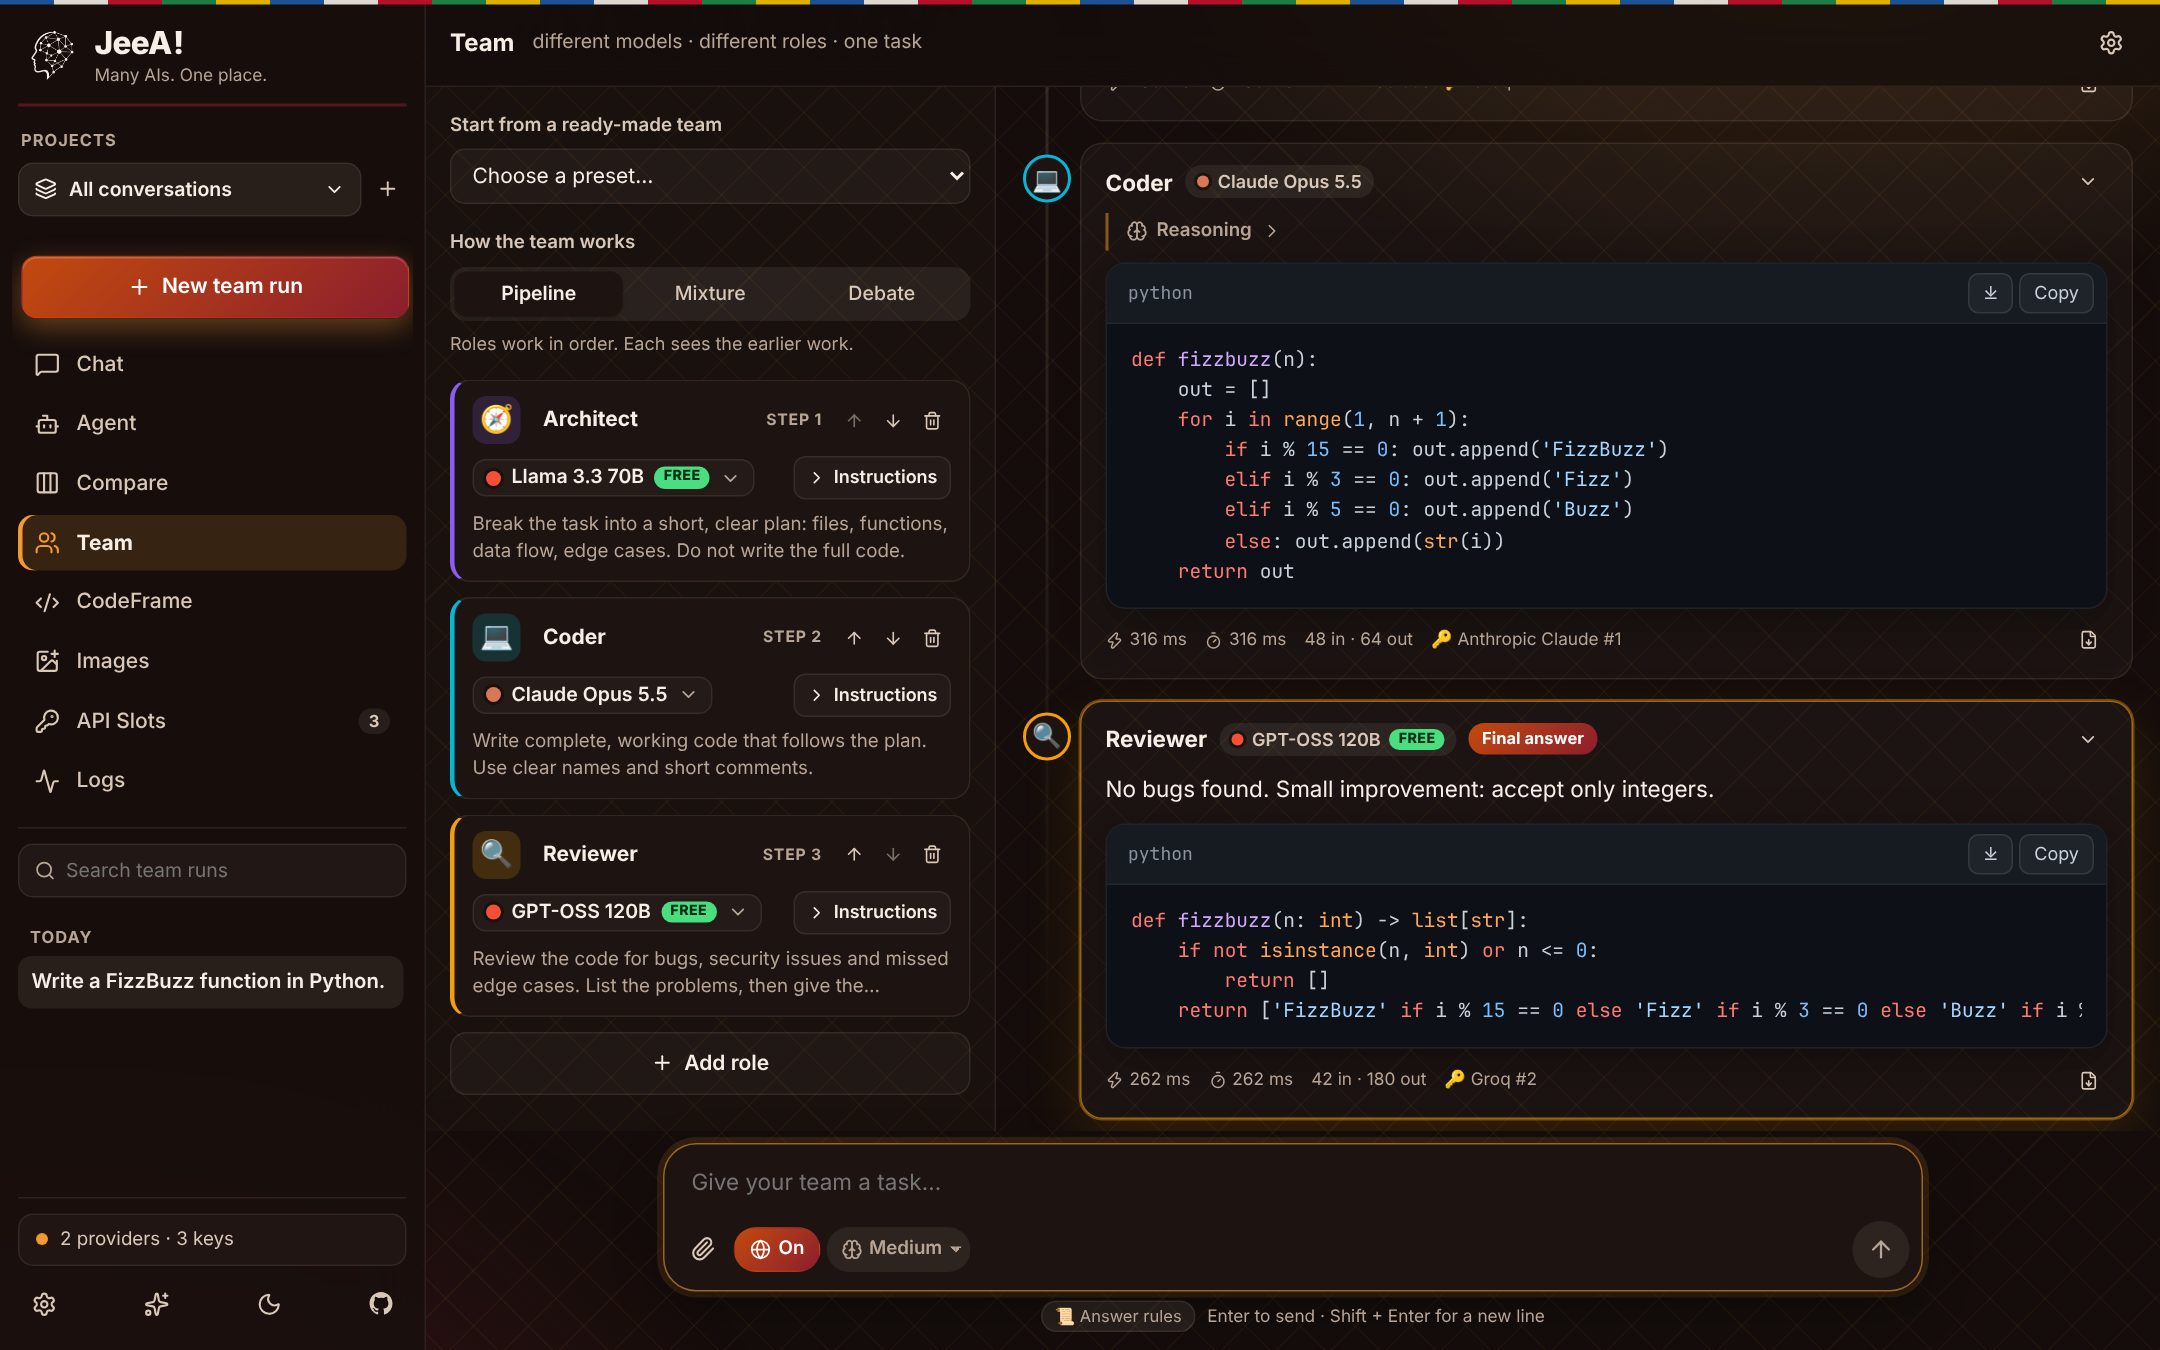 JeeA!
Many AIs. One place.
PROJECTS
All conversations
New team run
Chat
Agent
Compare
Team
CodeFrame
Images
API Slots 3
Logs
Search team runs
TODAY
Write a FizzBuzz function in Python.
2 providers · 3 keys
Team different models · different roles · one task
Start from a ready-made team
Choose a preset...
How the team works
Pipeline Mixture Debate
Roles work in order. Each sees the earlier work.
Architect STEP 1
Llama 3.3 70B FREE Instructions
Break the task into a short, clear plan: files, functions,
data flow, edge cases. Do not write the full code.
Coder STEP 2
Claude Opus 5.5 Instructions
Write complete, working code that follows the plan.
Use clear names and short comments.
Reviewer STEP 3
GPT-OSS 120B FREE Instructions
Review the code for bugs, security issues and missed
edge cases. List the problems, then give the...
Add role
Coder Claude Opus 5.5
Reasoning
python Copy
def fizzbuzz(n):
    out = []
    for i in range(1, n + 1):
        if i % 15 == 0: out.append('FizzBuzz')
        elif i % 3 == 0: out.append('Fizz')
        elif i % 5 == 0: out.append('Buzz')
        else: out.append(str(i))
    return out
316 ms 316 ms 48 in · 64 out Anthropic Claude #1
Reviewer GPT-OSS 120B FREE Final answer
No bugs found. Small improvement: accept only integers.
python Copy
def fizzbuzz(n: int) -> list[str]:
    if not isinstance(n, int) or n <= 0:
        return []
    return ['FizzBuzz' if i % 15 == 0 else 'Fizz' if i % 3 == 0 else 'Buzz' if i
262 ms 262 ms 42 in · 180 out Groq #2
Give your team a task...
On Medium
Answer rules Enter to send · Shift + Enter for a new line